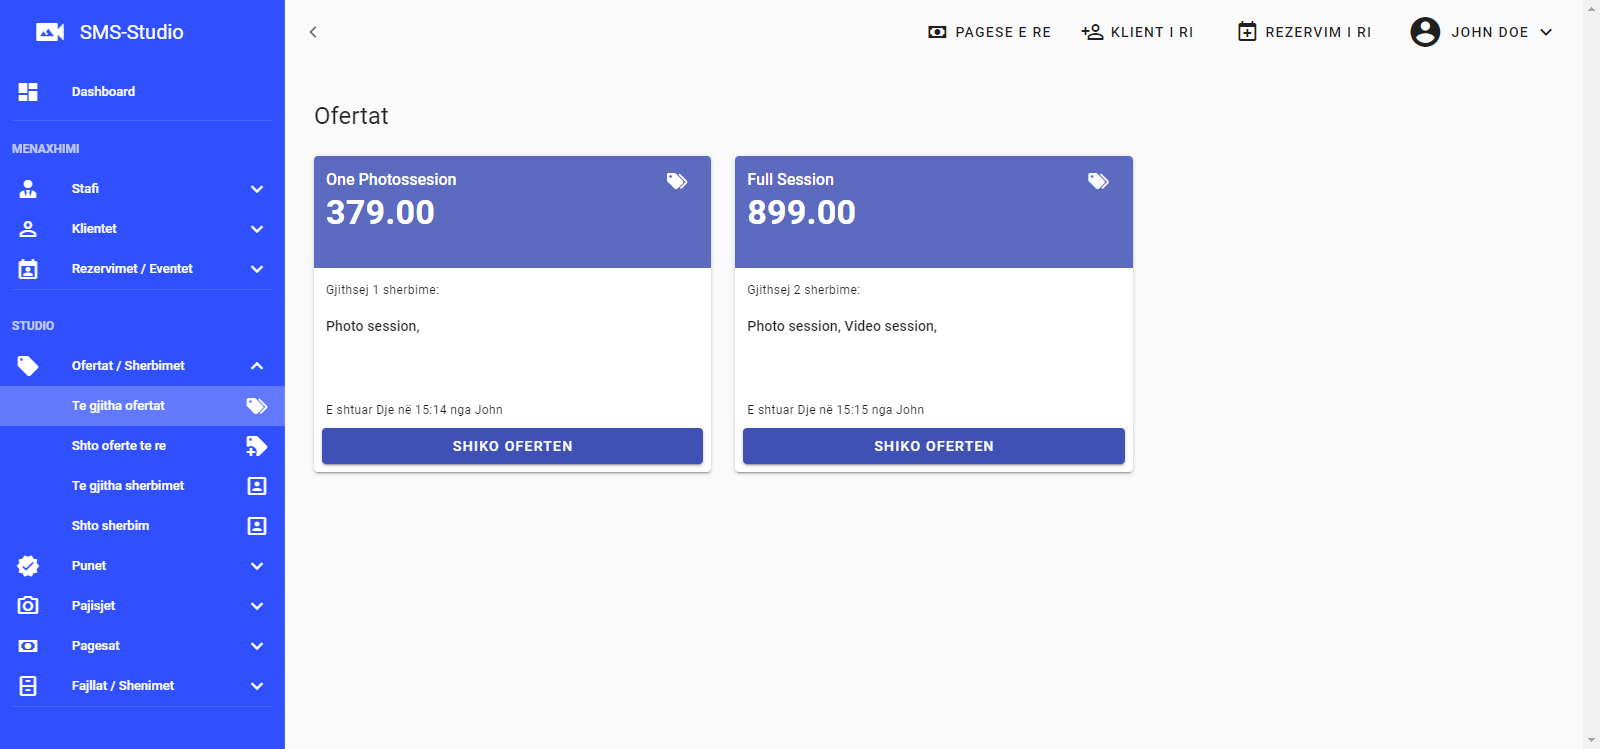 SMS-Studio
Dashboard
MENAXHIMI
Stafi
Klientet
Rezervimet / Eventet
STUDIO
Ofertat / Sherbimet
Te gjitha ofertat
Shto oferte te re
Te gjitha sherbimet
Shto sherbim
Punet
Pajisjet
Pagesat
Fajllat / Shenimet
PAGESE E RE
KLIENT I RI
REZERVIM I RI
JOHN DOE
Ofertat
One Photossesion
379.00
Gjithsej 1 sherbime:
Photo session,
E shtuar Dje në 15:14 nga John
SHIKO OFERTEN
Full Session
899.00
Gjithsej 2 sherbime:
Photo session, Video session,
E shtuar Dje në 15:15 nga John
SHIKO OFERTEN